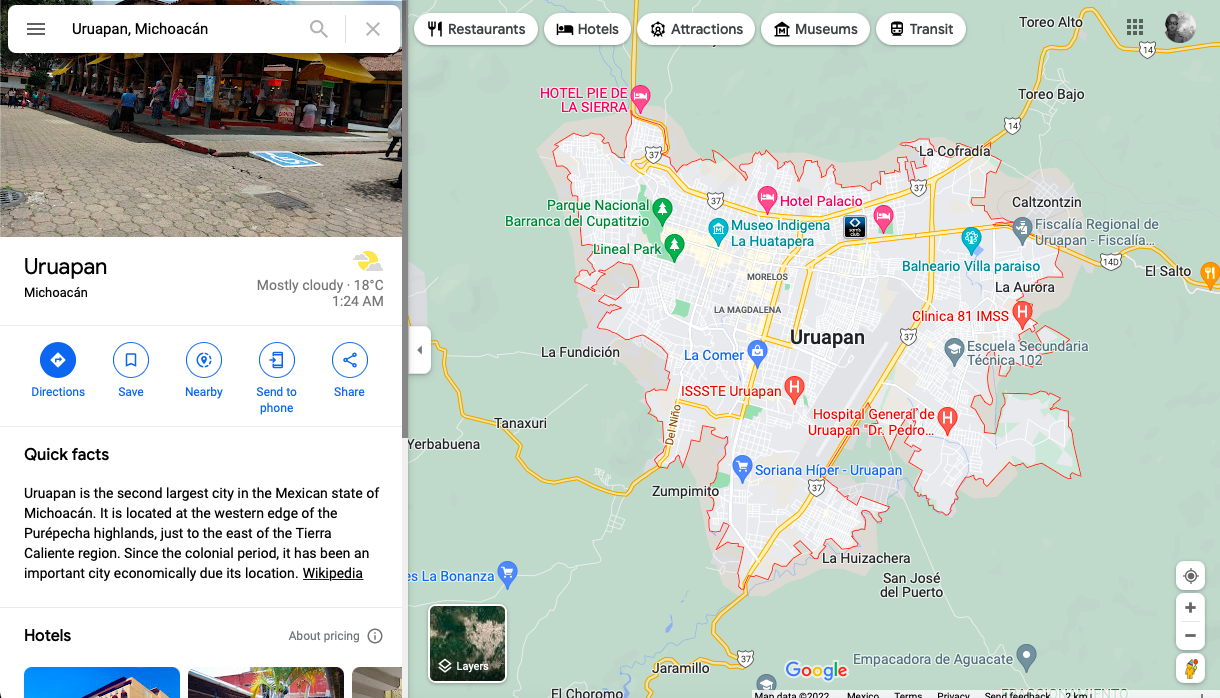 Uruapan, Michoacán
Restaurants
Hotels
Attractions
Museums
Transit
Uruapan
Michoacán
Mostly cloudy · 18°C
1:24 AM
Directions
Save
Nearby
Send to
phone
Share
Quick facts
Uruapan is the second largest city in the Mexican state of
Michoacán. It is located at the western edge of the
Purépecha highlands, just to the east of the Tierra
Caliente region. Since the colonial period, it has been an
important city economically due its location. Wikipedia
Hotels
About pricing
Toreo Alto
14
HOTEL PIE DE
LA SIERRA
Toreo Bajo
14
37
La Cofradía
37
37
Caltzontzin
Parque Nacional
Barranca del Cupatitzio
Hotel Palacio
Museo Indigena
La Huatapera
sam's
club
Fiscalía Regional de
Uruapan - Fiscalía...
Lineal Park
Balneario Villa paraiso
14D
El Salto
MORELOS
La Aurora
LA MAGDALENA
Clinica 81 IMSS
Uruapan
37
La Fundición
La Comer
Escuela Secundaria
Técnica 102
ISSSTE Uruapan
Tanaxuri
Del Niño
Hospital General de
Uruapan "Dr. Pedro...
Yerbabuena
Soriana Híper - Uruapan
Zumpimito
37
La Huizachera
es La Bonanza
San José
del Puerto
Layers
Jaramillo
37
Google
Empacadora de Aguacate
El Choromo
Map data ©2022
Mexico
Terms
Privacy
Send feedback
2 km